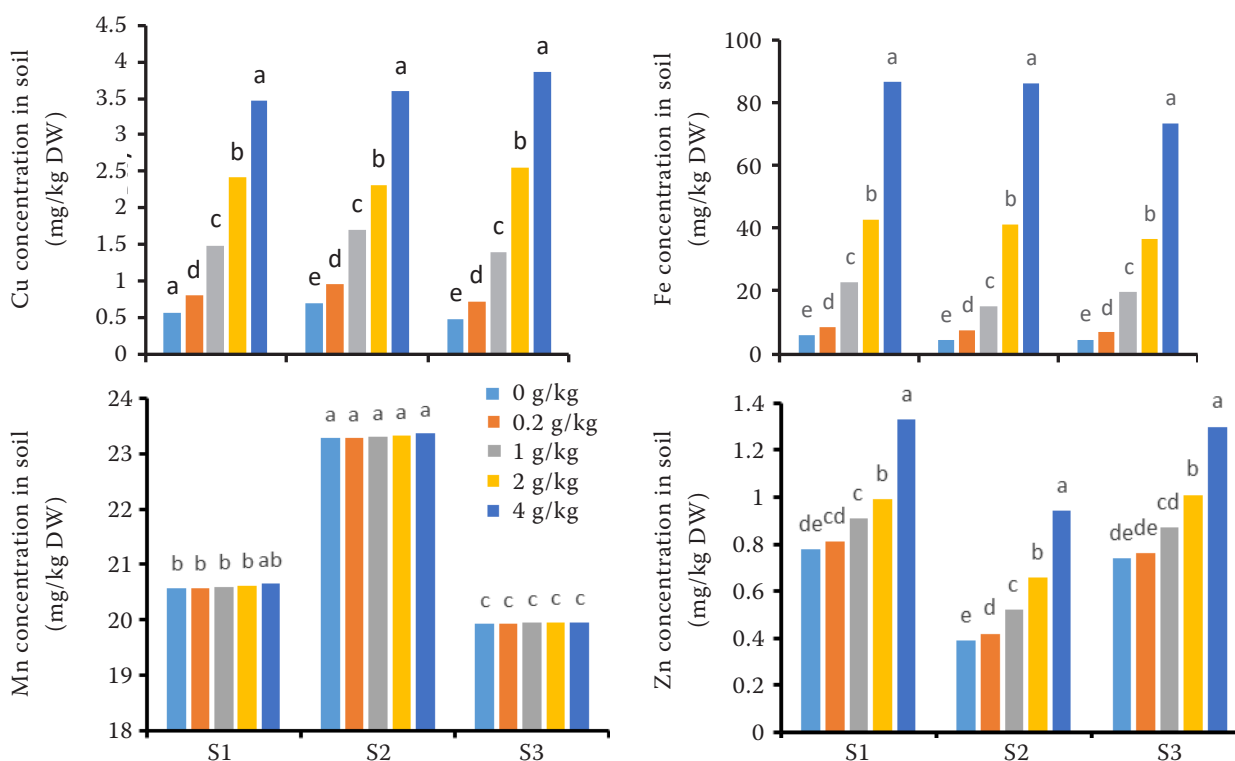 Cu concentration in soil
(mg/kg DW)
4.5
4
3.5
3
2.5
2
1.5
1
0.5
0
a d c b a
e d c b a
e d c b a
Fe concentration in soil
(mg/kg DW)
100
80
60
40
20
0
e d c b a
e d c b a
e d c b a
Mn concentration in soil
(mg/kg DW)
24
23
22
21
20
19
18
b b b b ab
a a a a a
c c c c c
0 g/kg
0.2 g/kg
1 g/kg
2 g/kg
4 g/kg
S1 S2 S3
Zn concentration in soil
(mg/kg DW)
1.4
1.2
1
0.8
0.6
0.4
0.2
0
de cd c b a
e d c b a
de de cd b a
S1 S2 S3